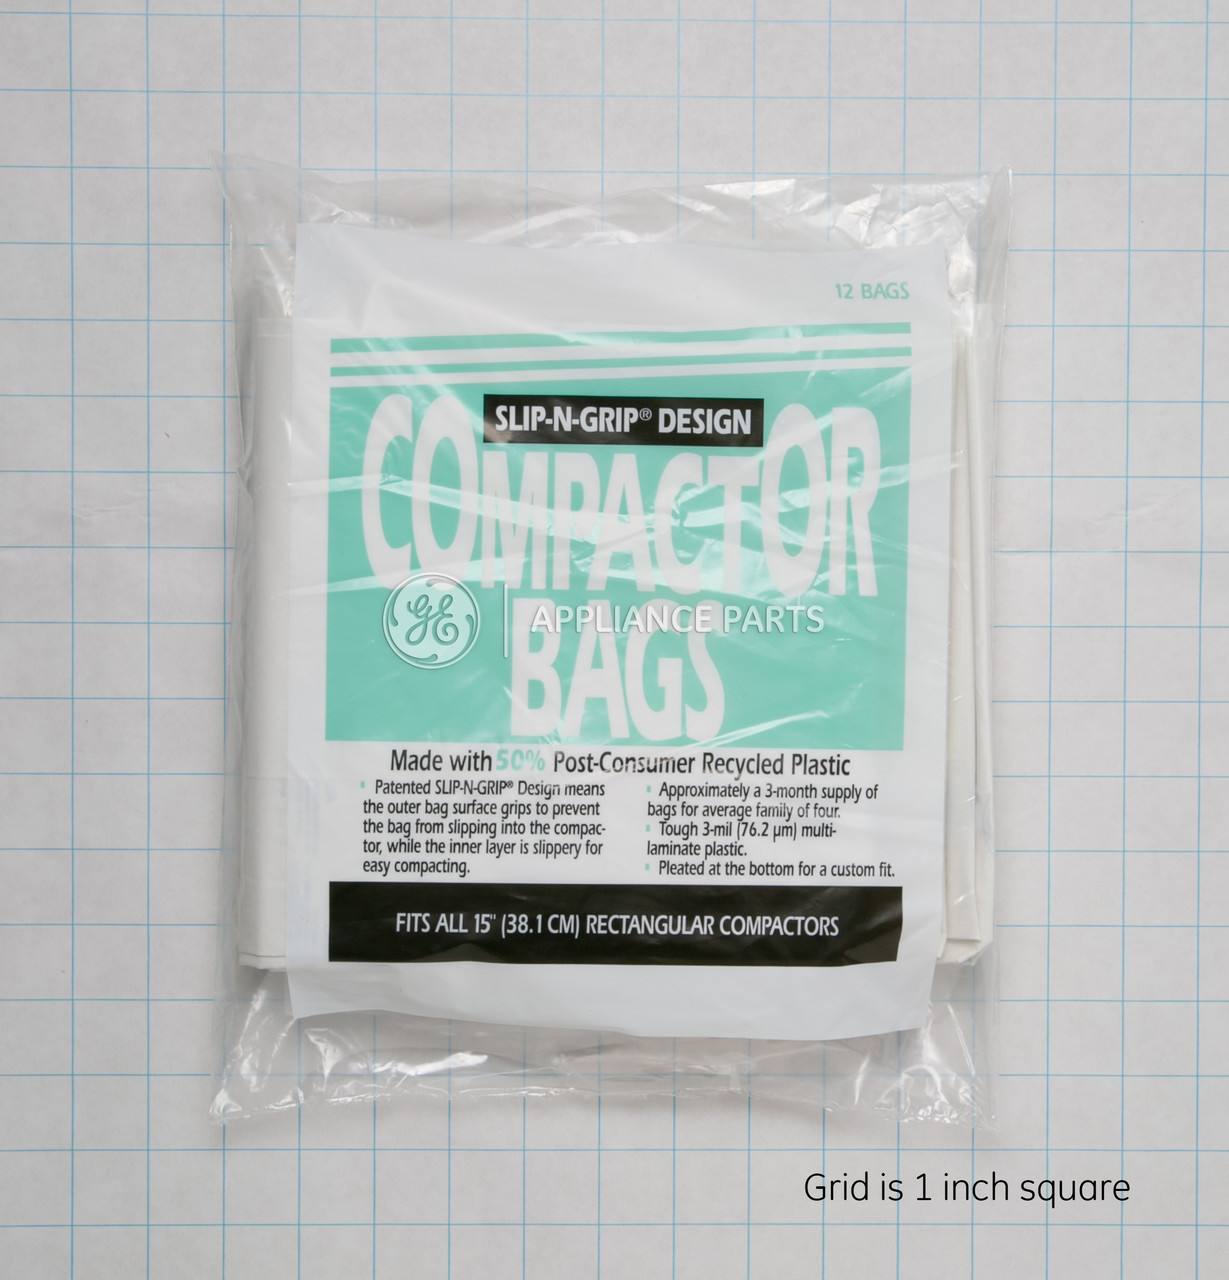 12 BAGS
SLIP-N-GRIP® DESIGN
COMPACTOR
GE | APPLIANCE PARTS
BAGS
Made with 50% Post-Consumer Recycled Plastic
Patented SLIP-N-GRIP® Design means
the outer bag surface grips to prevent
the bag from slipping into the compac-
tor, while the inner layer is slippery for
easy compacting.
Approximately a 3-month supply of
bags for average family of four.
Tough 3-mil (76.2 µm) multi-
laminate plastic.
Pleated at the bottom for a custom fit.
FITS ALL 15" (38.1 CM) RECTANGULAR COMPACTORS
Grid is 1 inch square